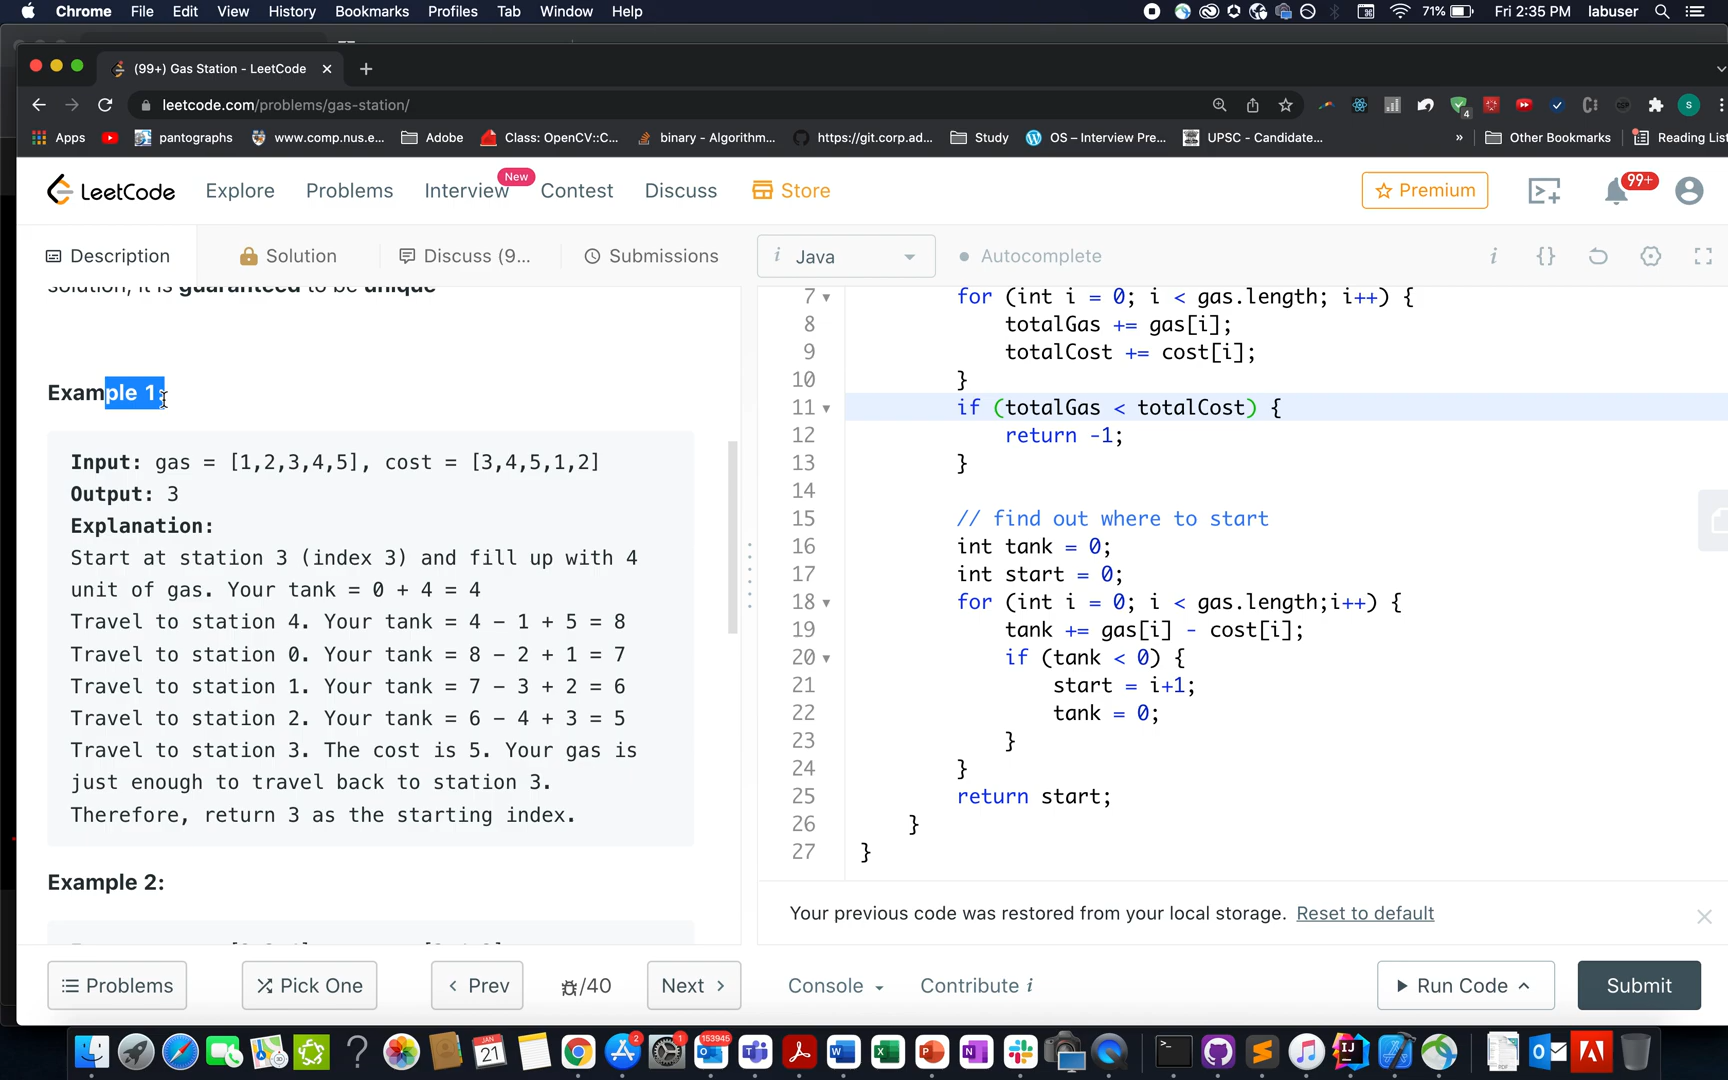 Chrome File Edit View History Bookmarks Profiles Tab Window Help 71% Fri 2:35 PM labuser
(99+) Gas Station - LeetCode
leetcode.com/problems/gas-station/
Apps pantographs www.comp.nus.e... Adobe Class: OpenCV::C... binary - Algorithm... https://git.corp.ad... Study OS – Interview Pre... UPSC - Candidate... » Other Bookmarks Reading List
LeetCode Explore Problems Interview New Contest Discuss Store Premium 99+
Description Solution Discuss (9... Submissions
solution, it is guaranteed to be unique
Example 1:
Input: gas = [1,2,3,4,5], cost = [3,4,5,1,2]
Output: 3
Explanation:
Start at station 3 (index 3) and fill up with 4
unit of gas. Your tank = 0 + 4 = 4
Travel to station 4. Your tank = 4 - 1 + 5 = 8
Travel to station 0. Your tank = 8 - 2 + 1 = 7
Travel to station 1. Your tank = 7 - 3 + 2 = 6
Travel to station 2. Your tank = 6 - 4 + 3 = 5
Travel to station 3. The cost is 5. Your gas is
just enough to travel back to station 3.
Therefore, return 3 as the starting index.
Example 2:
i Java Autocomplete i {}
7 for (int i = 0; i < gas.length; i++) {
8 totalGas += gas[i];
9 totalCost += cost[i];
10 }
11 if (totalGas < totalCost) {
12 return -1;
13 }
14
15 // find out where to start
16 int tank = 0;
17 int start = 0;
18 for (int i = 0; i < gas.length;i++) {
19 tank += gas[i] - cost[i];
20 if (tank < 0) {
21 start = i+1;
22 tank = 0;
23 }
24 }
25 return start;
26 }
27 }
Your previous code was restored from your local storage. Reset to default
Problems Pick One Prev /40 Next Console Contribute i Run Code Submit
2 JAN 21 1 153945